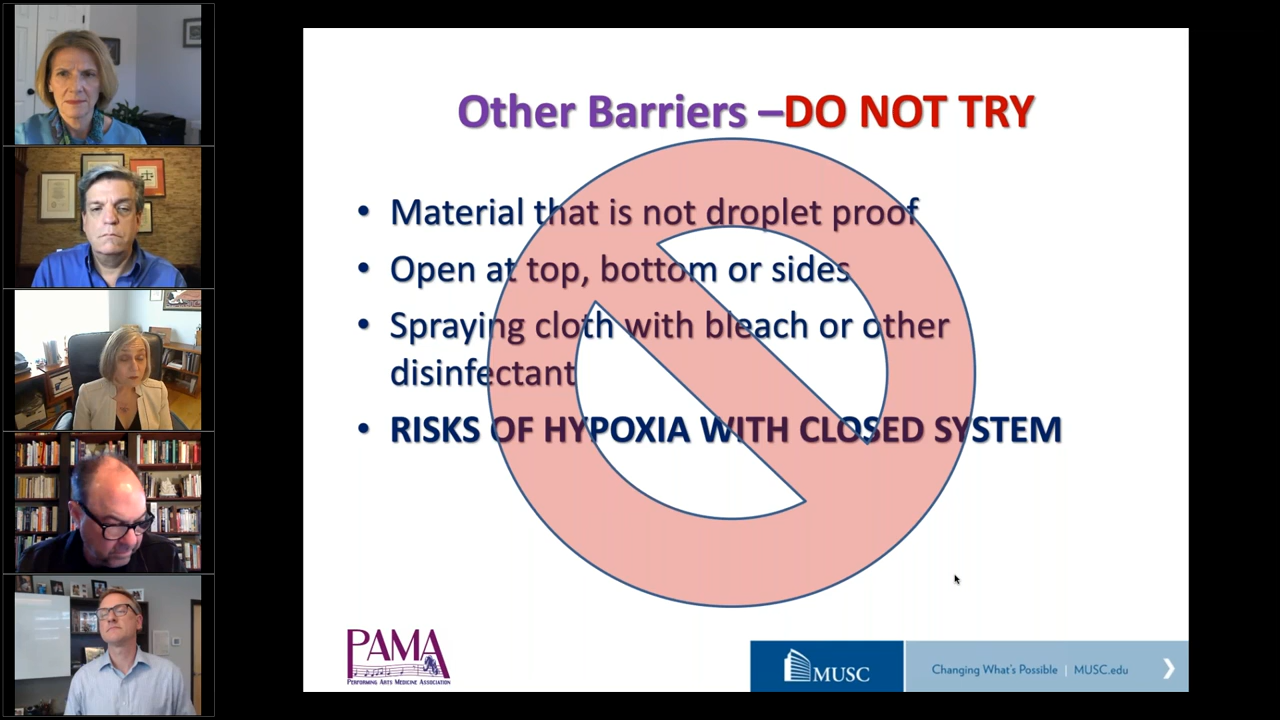 Other Barriers –DO NOT TRY
• Material that is not droplet proof
• Open at top, bottom or sides
• Spraying cloth with bleach or other
disinfectant
• RISKS OF HYPOXIA WITH CLOSED SYSTEM
PAMA
PERFORMING ARTS MEDICINE ASSOCIATION
MUSC
Changing What's Possible | MUSC.edu